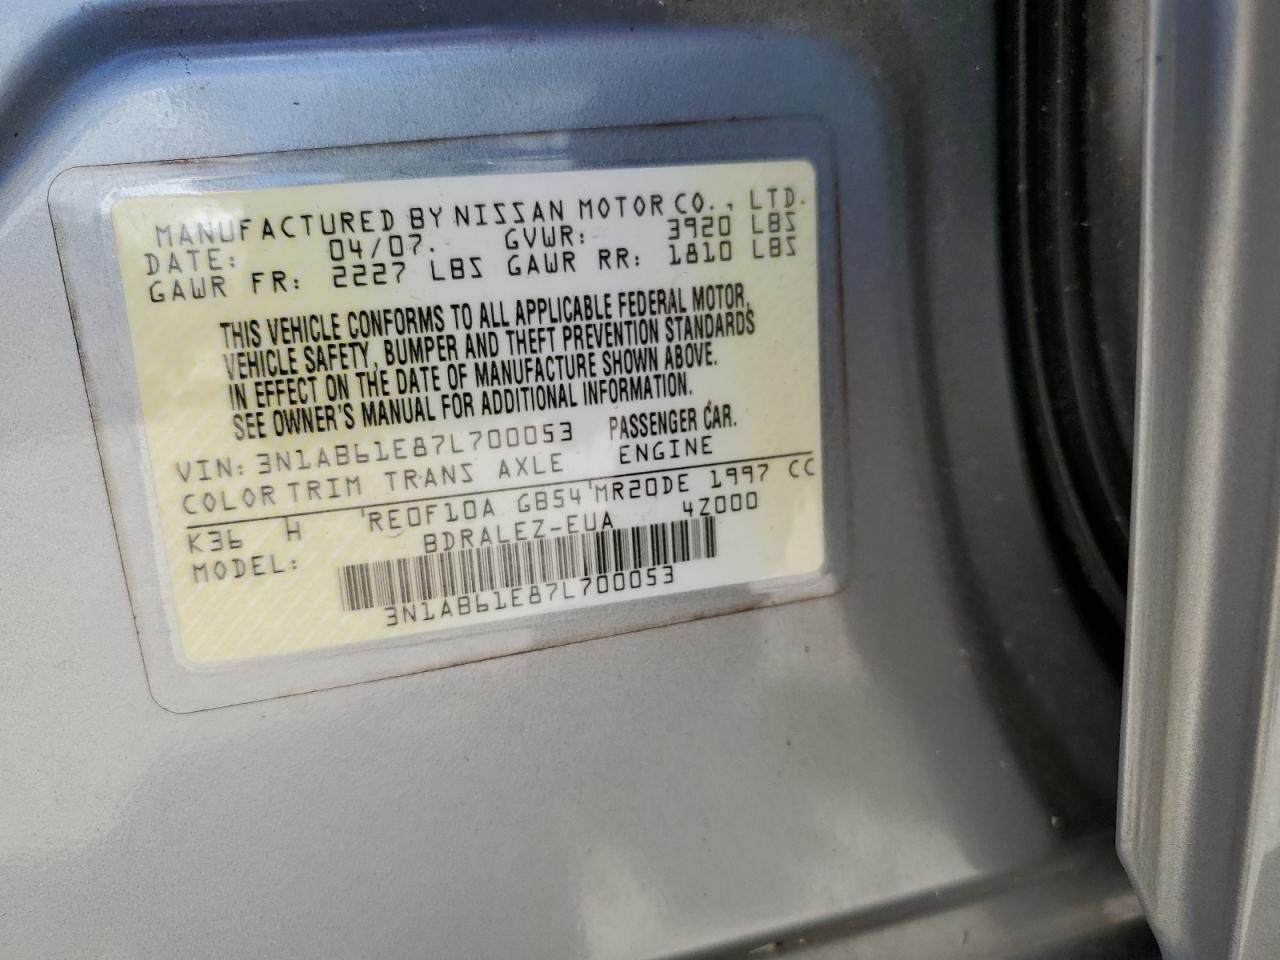 MANUFACTURED BY NISSAN MOTOR CO., LTD.
DATE: 04/07. GVWR: 3920 LBS
GAWR FR: 2227 LBS GAWR RR: 1810 LBS
THIS VEHICLE CONFORMS TO ALL APPLICABLE FEDERAL MOTOR
VEHICLE SAFETY, BUMPER AND THEFT PREVENTION STANDARDS
IN EFFECT ON THE DATE OF MANUFACTURE SHOWN ABOVE.
SEE OWNER'S MANUAL FOR ADDITIONAL INFORMATION.
VIN: 3N1AB61E87L700053 PASSENGER CAR.
COLOR TRIM TRANS AXLE ENGINE
K36 H RE0F10A GB54 MR20DE 1997 CC
MODEL: BDRALEZ-EUA 4Z000
3N1AB61E87L700053